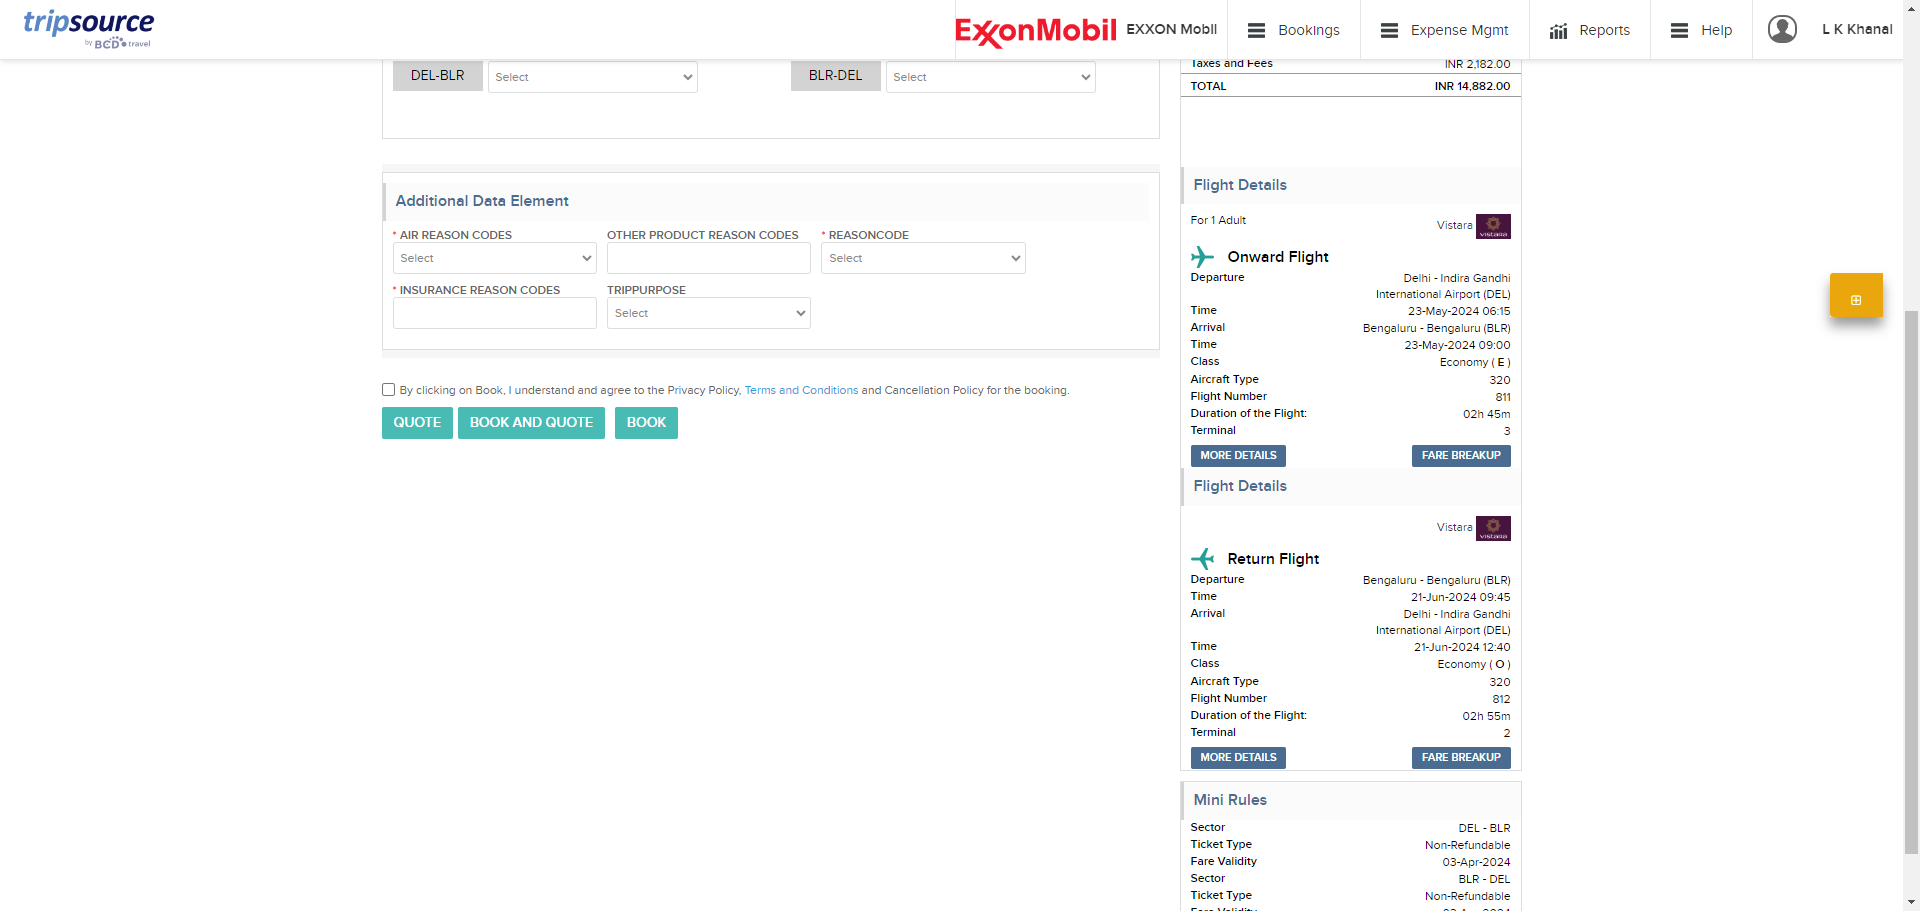 tripsource
by BCD travel
ExxonMobil
EXXON Mobil
Bookings
Expense Mgmt
Reports
Help
L K Khanal
DEL-BLR
Select
BLR-DEL
Select
Additional Data Element
* AIR REASON CODES
OTHER PRODUCT REASON CODES
* REASONCODE
Select
Select
* INSURANCE REASON CODES
TRIPPURPOSE
Select
By clicking on Book, I understand and agree to the Privacy Policy, Terms and Conditions and Cancellation Policy for the booking.
QUOTE
BOOK AND QUOTE
BOOK
Taxes and Fees INR 2,182.00
TOTAL INR 14,882.00
Flight Details
For 1 Adult
Vistara
VISTARA
Onward Flight
Departure Delhi - Indira Gandhi
International Airport (DEL)
Time 23-May-2024 06:15
Arrival Bengaluru - Bengaluru (BLR)
Time 23-May-2024 09:00
Class Economy ( E )
Aircraft Type 320
Flight Number 811
Duration of the Flight: 02h 45m
Terminal 3
MORE DETAILS FARE BREAKUP
Flight Details
Vistara
VISTARA
Return Flight
Departure Bengaluru - Bengaluru (BLR)
Time 21-Jun-2024 09:45
Arrival Delhi - Indira Gandhi
International Airport (DEL)
Time 21-Jun-2024 12:40
Class Economy ( O )
Aircraft Type 320
Flight Number 812
Duration of the Flight: 02h 55m
Terminal 2
MORE DETAILS FARE BREAKUP
Mini Rules
Sector DEL - BLR
Ticket Type Non-Refundable
Fare Validity 03-Apr-2024
Sector BLR - DEL
Ticket Type Non-Refundable